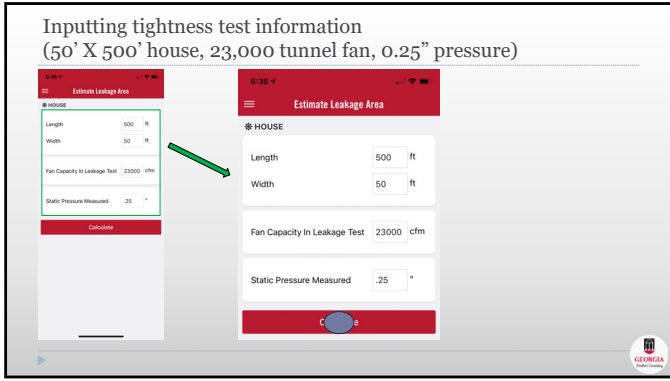 Inputting tightness test information
(50’ X 500’ house, 23,000 tunnel fan, 0.25” pressure)
6:36
Estimate Leakage Area
HOUSE
Length 500 ft
Width 50 ft
Fan Capacity In Leakage Test 23000 cfm
Static Pressure Measured .25 "
Calculate
6:36
Estimate Leakage Area
HOUSE
Length 500 ft
Width 50 ft
Fan Capacity In Leakage Test 23000 cfm
Static Pressure Measured .25 "
C e
GEORGIA